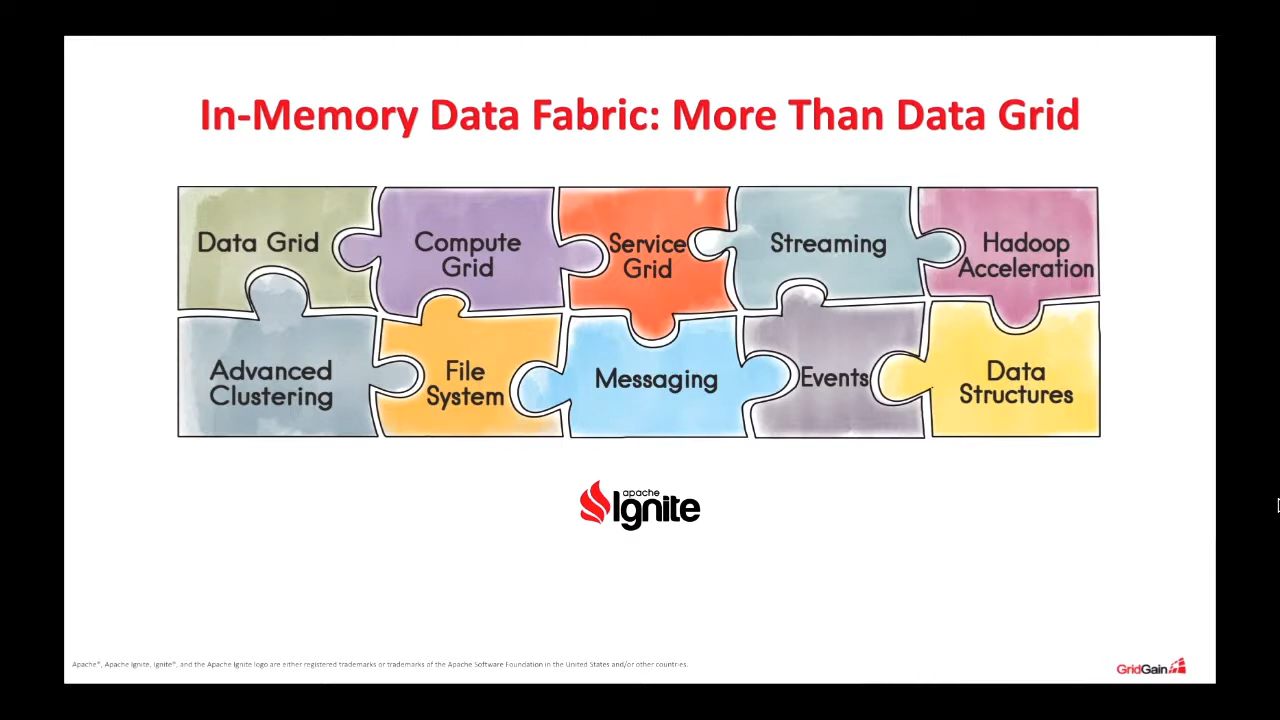 In-Memory Data Fabric: More Than Data Grid
Data Grid
Compute
Grid
Service
Grid
Streaming
Hadoop
Acceleration
Advanced
Clustering
File
System
Messaging
Events
Data
Structures
apache
Ignite
Apache®, Apache Ignite, Ignite®, and the Apache Ignite logo are either registered trademarks or trademarks of the Apache Software Foundation in the United States and/or other countries.
GridGain